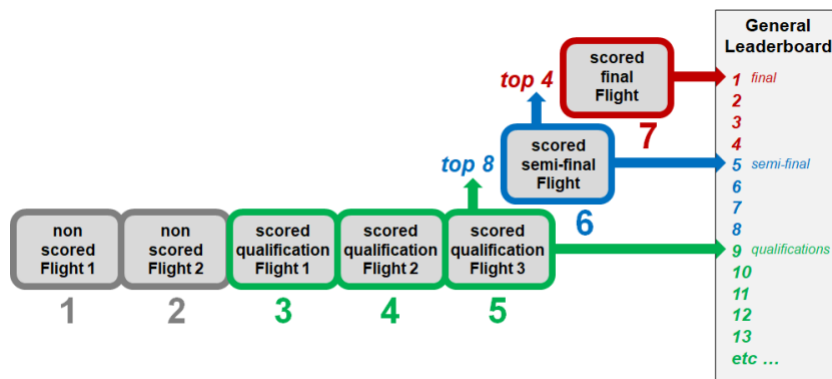 General
Leaderboard
scored
final
Flight
top 4
7
1 final
2
3
4
scored
semi-final
Flight
top 8
6
5 semi-final
6
7
8
non
scored
Flight 1
1
non
scored
Flight 2
2
scored
qualification
Flight 1
3
scored
qualification
Flight 2
4
scored
qualification
Flight 3
5
9 qualifications
10
11
12
13
etc ...